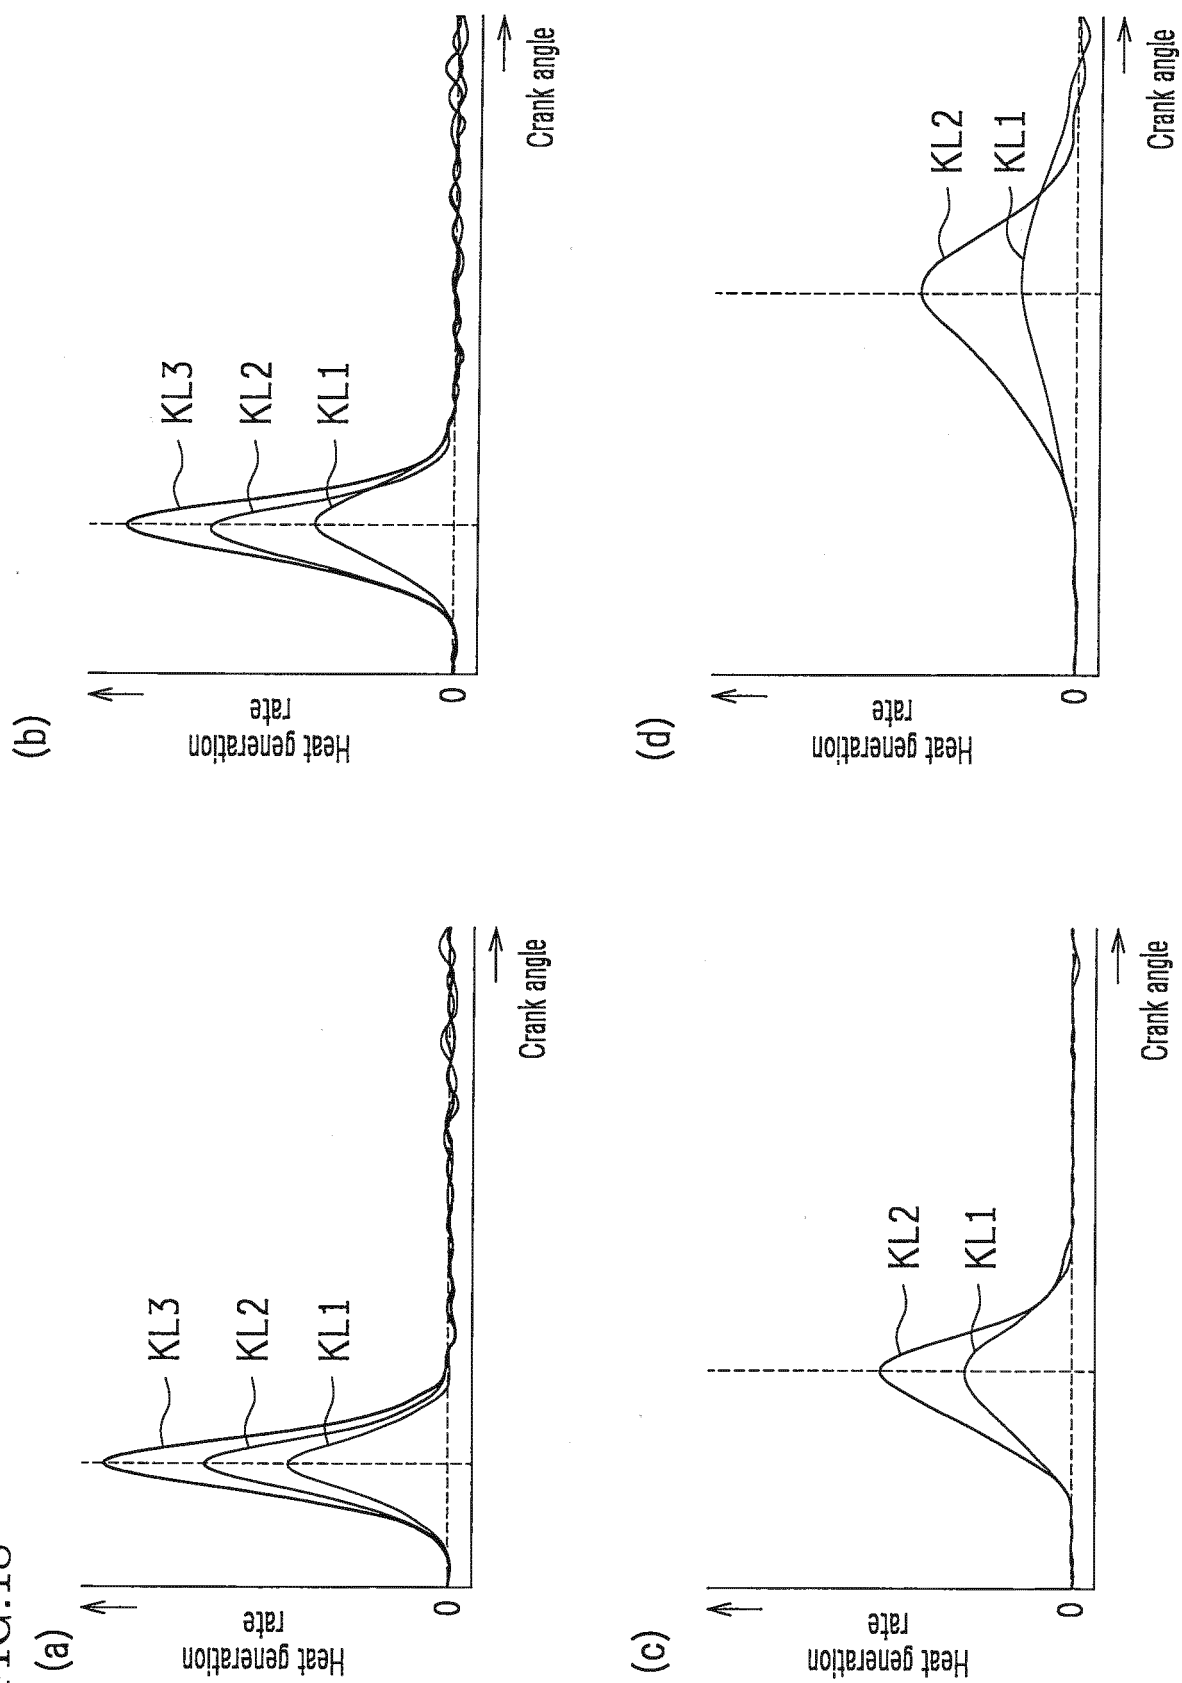 (a)
Heat generation
rate
KL3
KL2
KL1
0
Crank angle
(b)
Heat generation
rate
KL3
KL2
KL1
0
Crank angle
(c)
Heat generation
rate
KL2
KL1
0
Crank angle
(d)
Heat generation
rate
KL2
KL1
0
Crank angle